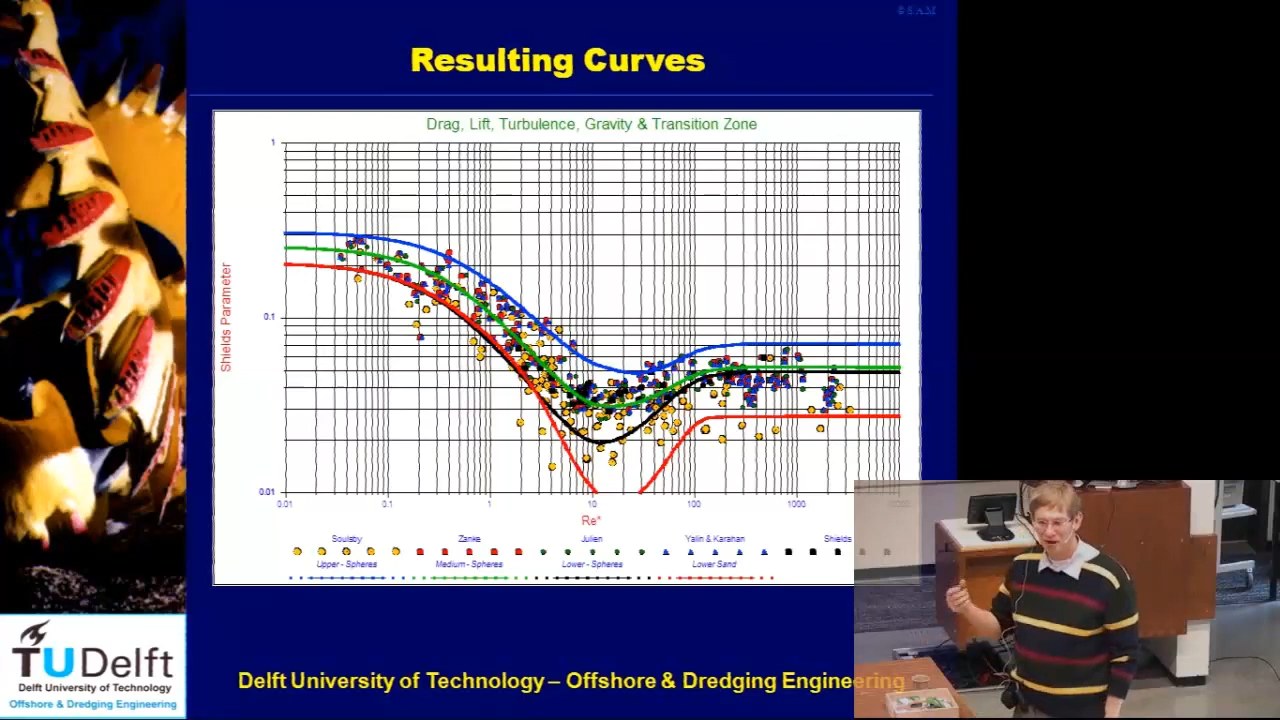 © S A M
Resulting Curves
Drag, Lift, Turbulence, Gravity & Transition Zone
Shields Parameter
1
0.1
0.01
0.01
0.1
1
10
100
1000
Re*
Soulsby
Zanke
Julien
Yalin & Karahan
Shields
Upper - Spheres
Medium - Spheres
Lower - Spheres
Lower Sand
TU Delft
Delft University of Technology
Offshore & Dredging Engineering
Delft University of Technology – Offshore & Dredging Engineering